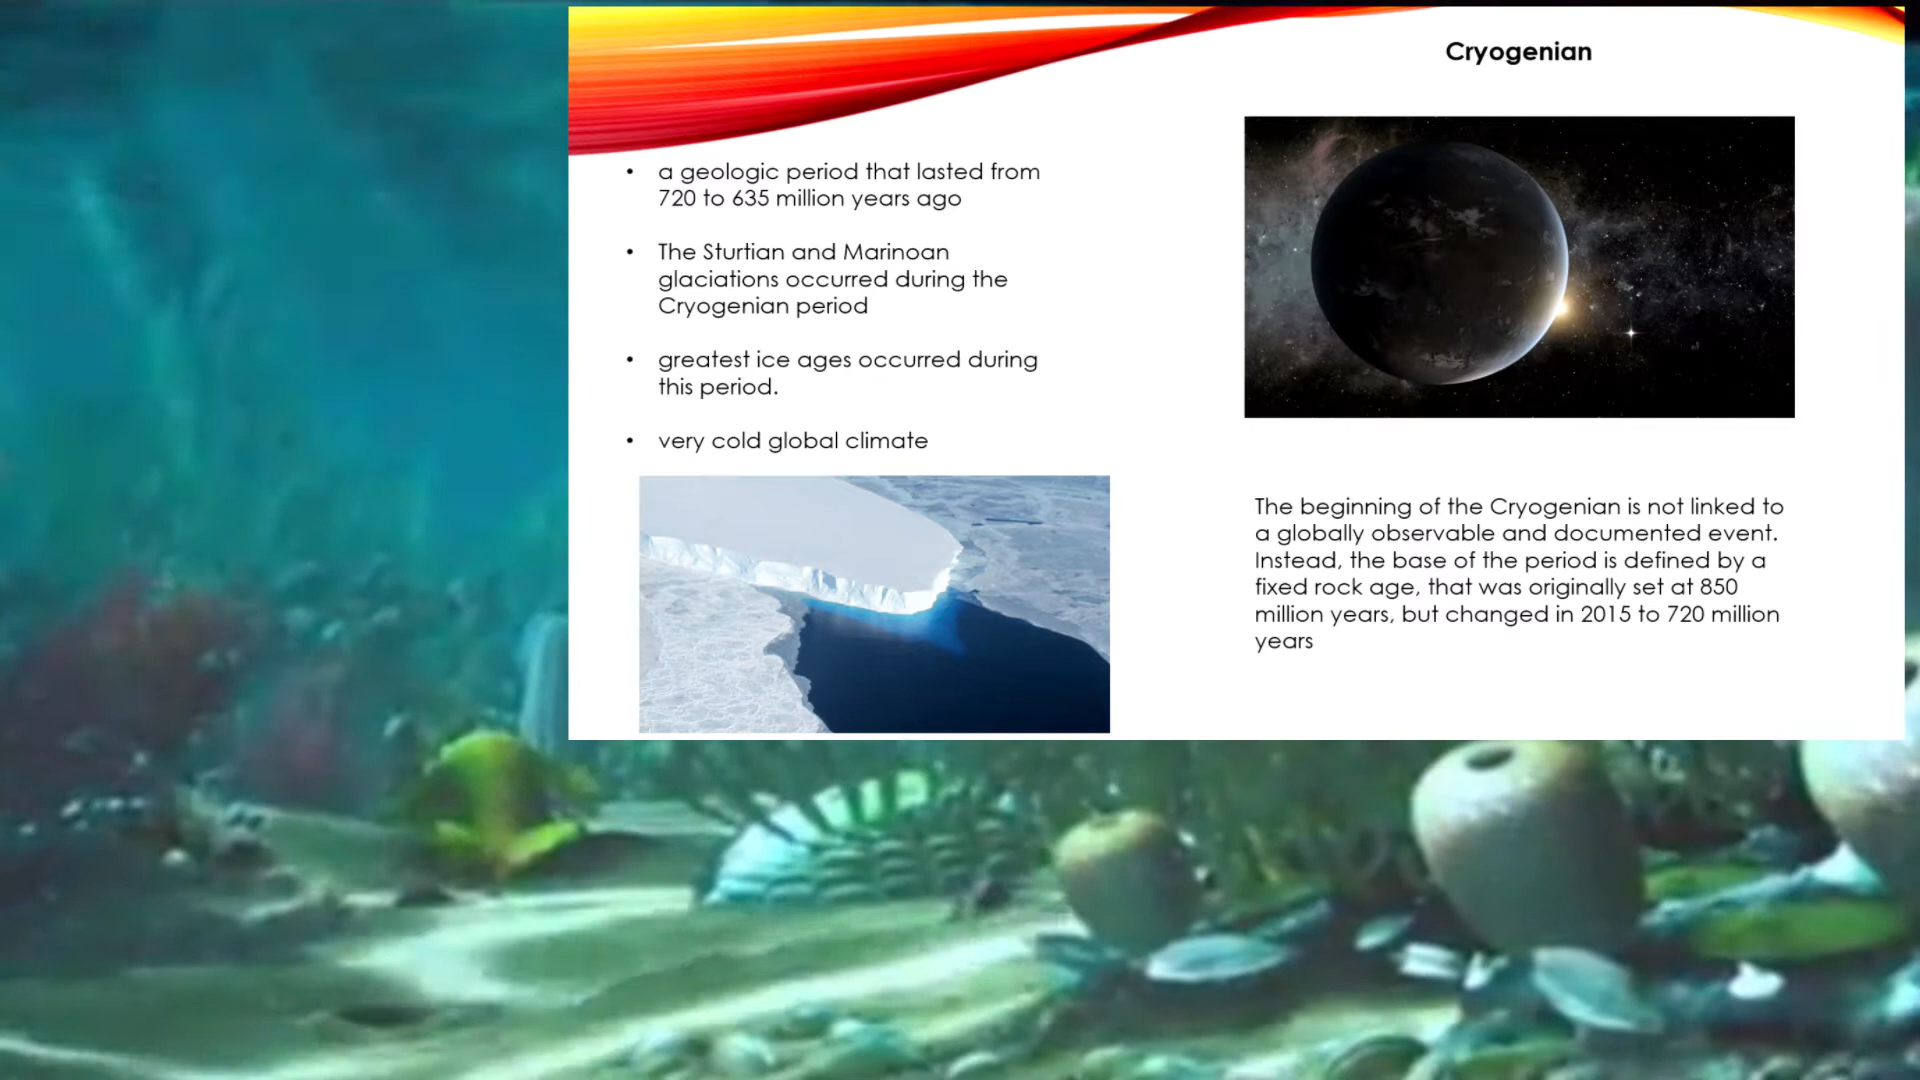 Cryogenian
• a geologic period that lasted from
720 to 635 million years ago
• The Sturtian and Marinoan
glaciations occurred during the
Cryogenian period
• greatest ice ages occurred during
this period.
• very cold global climate
The beginning of the Cryogenian is not linked to
a globally observable and documented event.
Instead, the base of the period is defined by a
fixed rock age, that was originally set at 850
million years, but changed in 2015 to 720 million
years